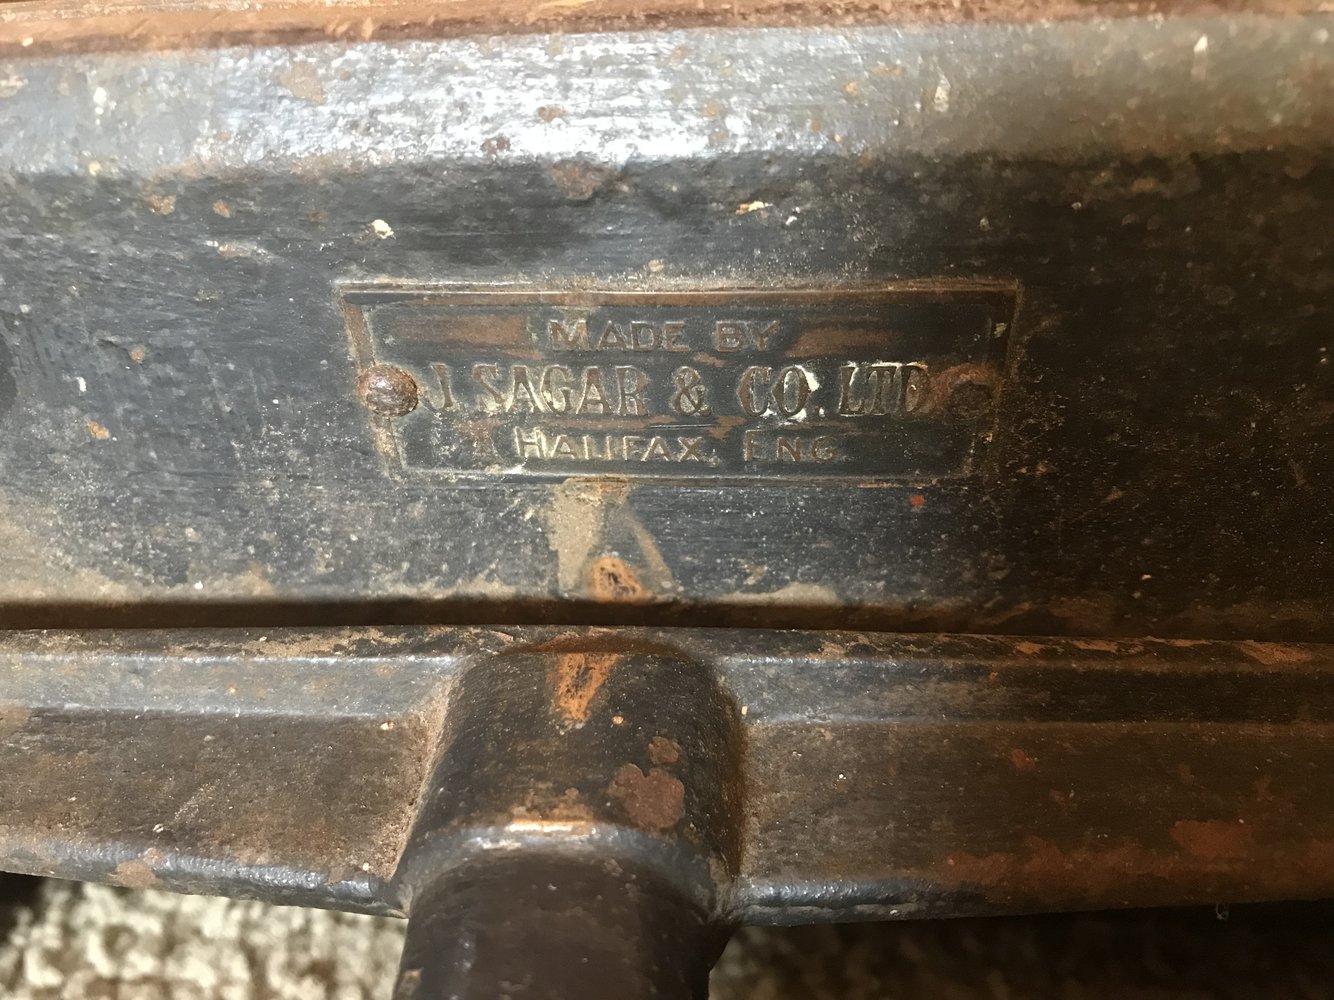 MADE BY
J. SAGAR & CO. LTD
HALIFAX, ENG.